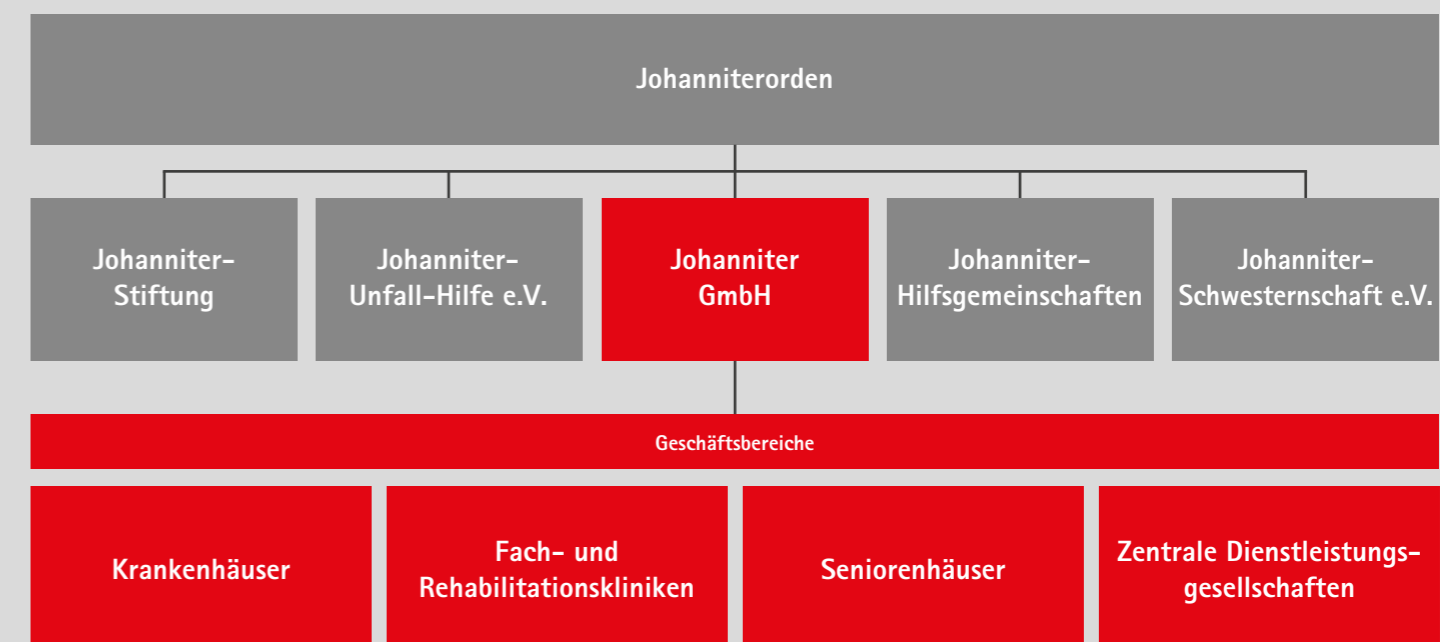 Johanniterorden
Johanniter-
Stiftung
Johanniter-
Unfall-Hilfe e.V.
Johanniter
GmbH
Johanniter-
Hilfsgemeinschaften
Johanniter-
Schwesternschaft e.V.
Geschäftsbereiche
Krankenhäuser
Fach- und
Rehabilitationskliniken
Seniorenhäuser
Zentrale Dienstleistungs-
gesellschaften